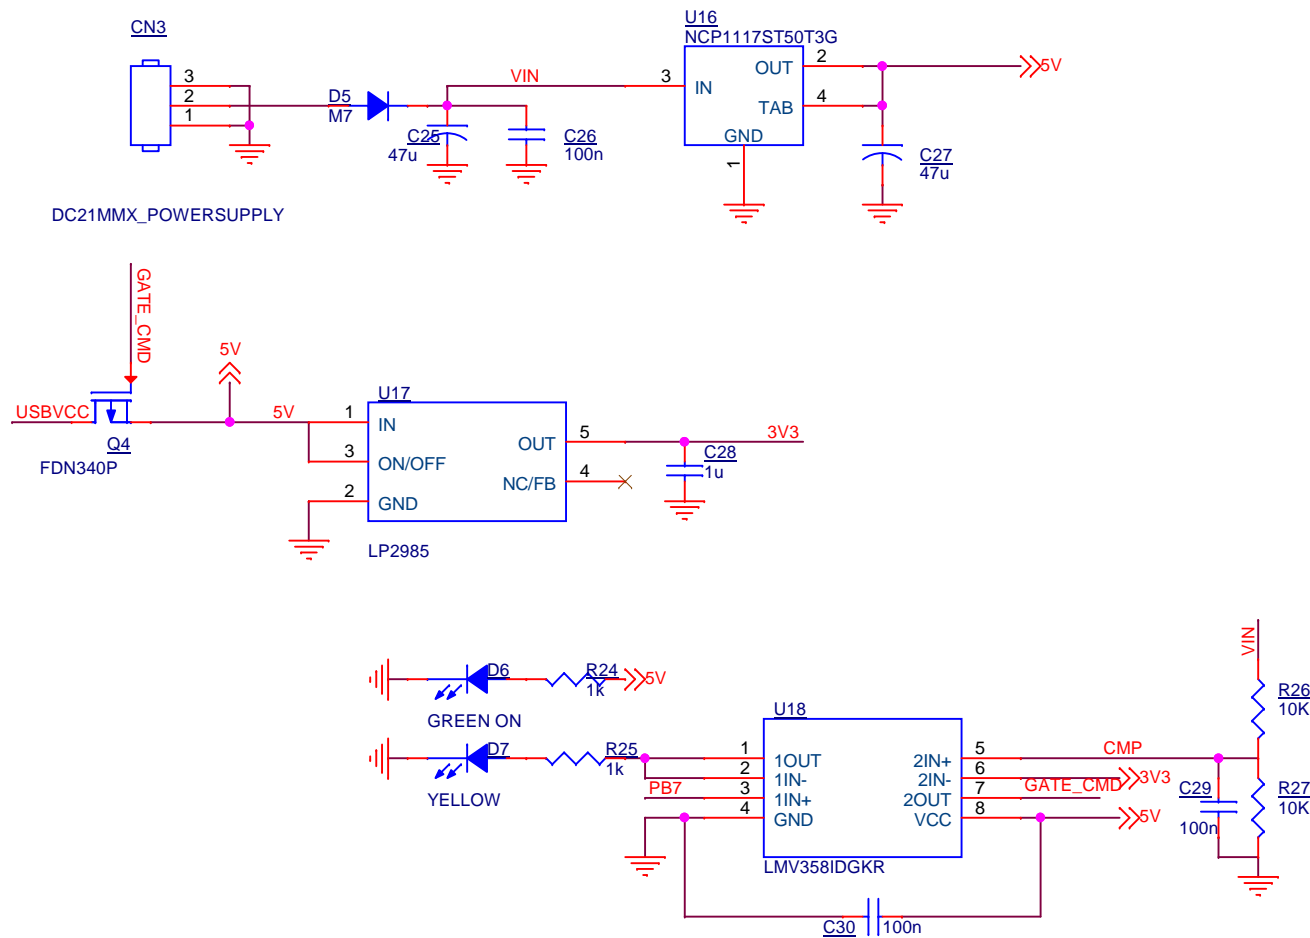 CN3
3
2
1
DC21MMX_POWERSUPPLY
D5
M7
VIN
C25
47u
C26
100n
U16
NCP1117ST50T3G
3
IN
OUT
2
TAB
4
GND
1
5V
C27
47u
GATE_CMD
USBVCC
Q4
FDN340P
5V
5V
U17
1
IN
3
ON/OFF
2
GND
OUT
5
NC/FB
4
LP2985
3V3
C28
1u
D6
GREEN ON
R24
1k
5V
D7
YELLOW
R25
1k
PB7
U18
1
1OUT
2
1IN-
3
1IN+
4
GND
2IN+
5
2IN-
6
2OUT
7
VCC
8
LMV358IDGKR
CMP
3V3
GATE_CMD
5V
C30
100n
VIN
R26
10K
C29
100n
R27
10K